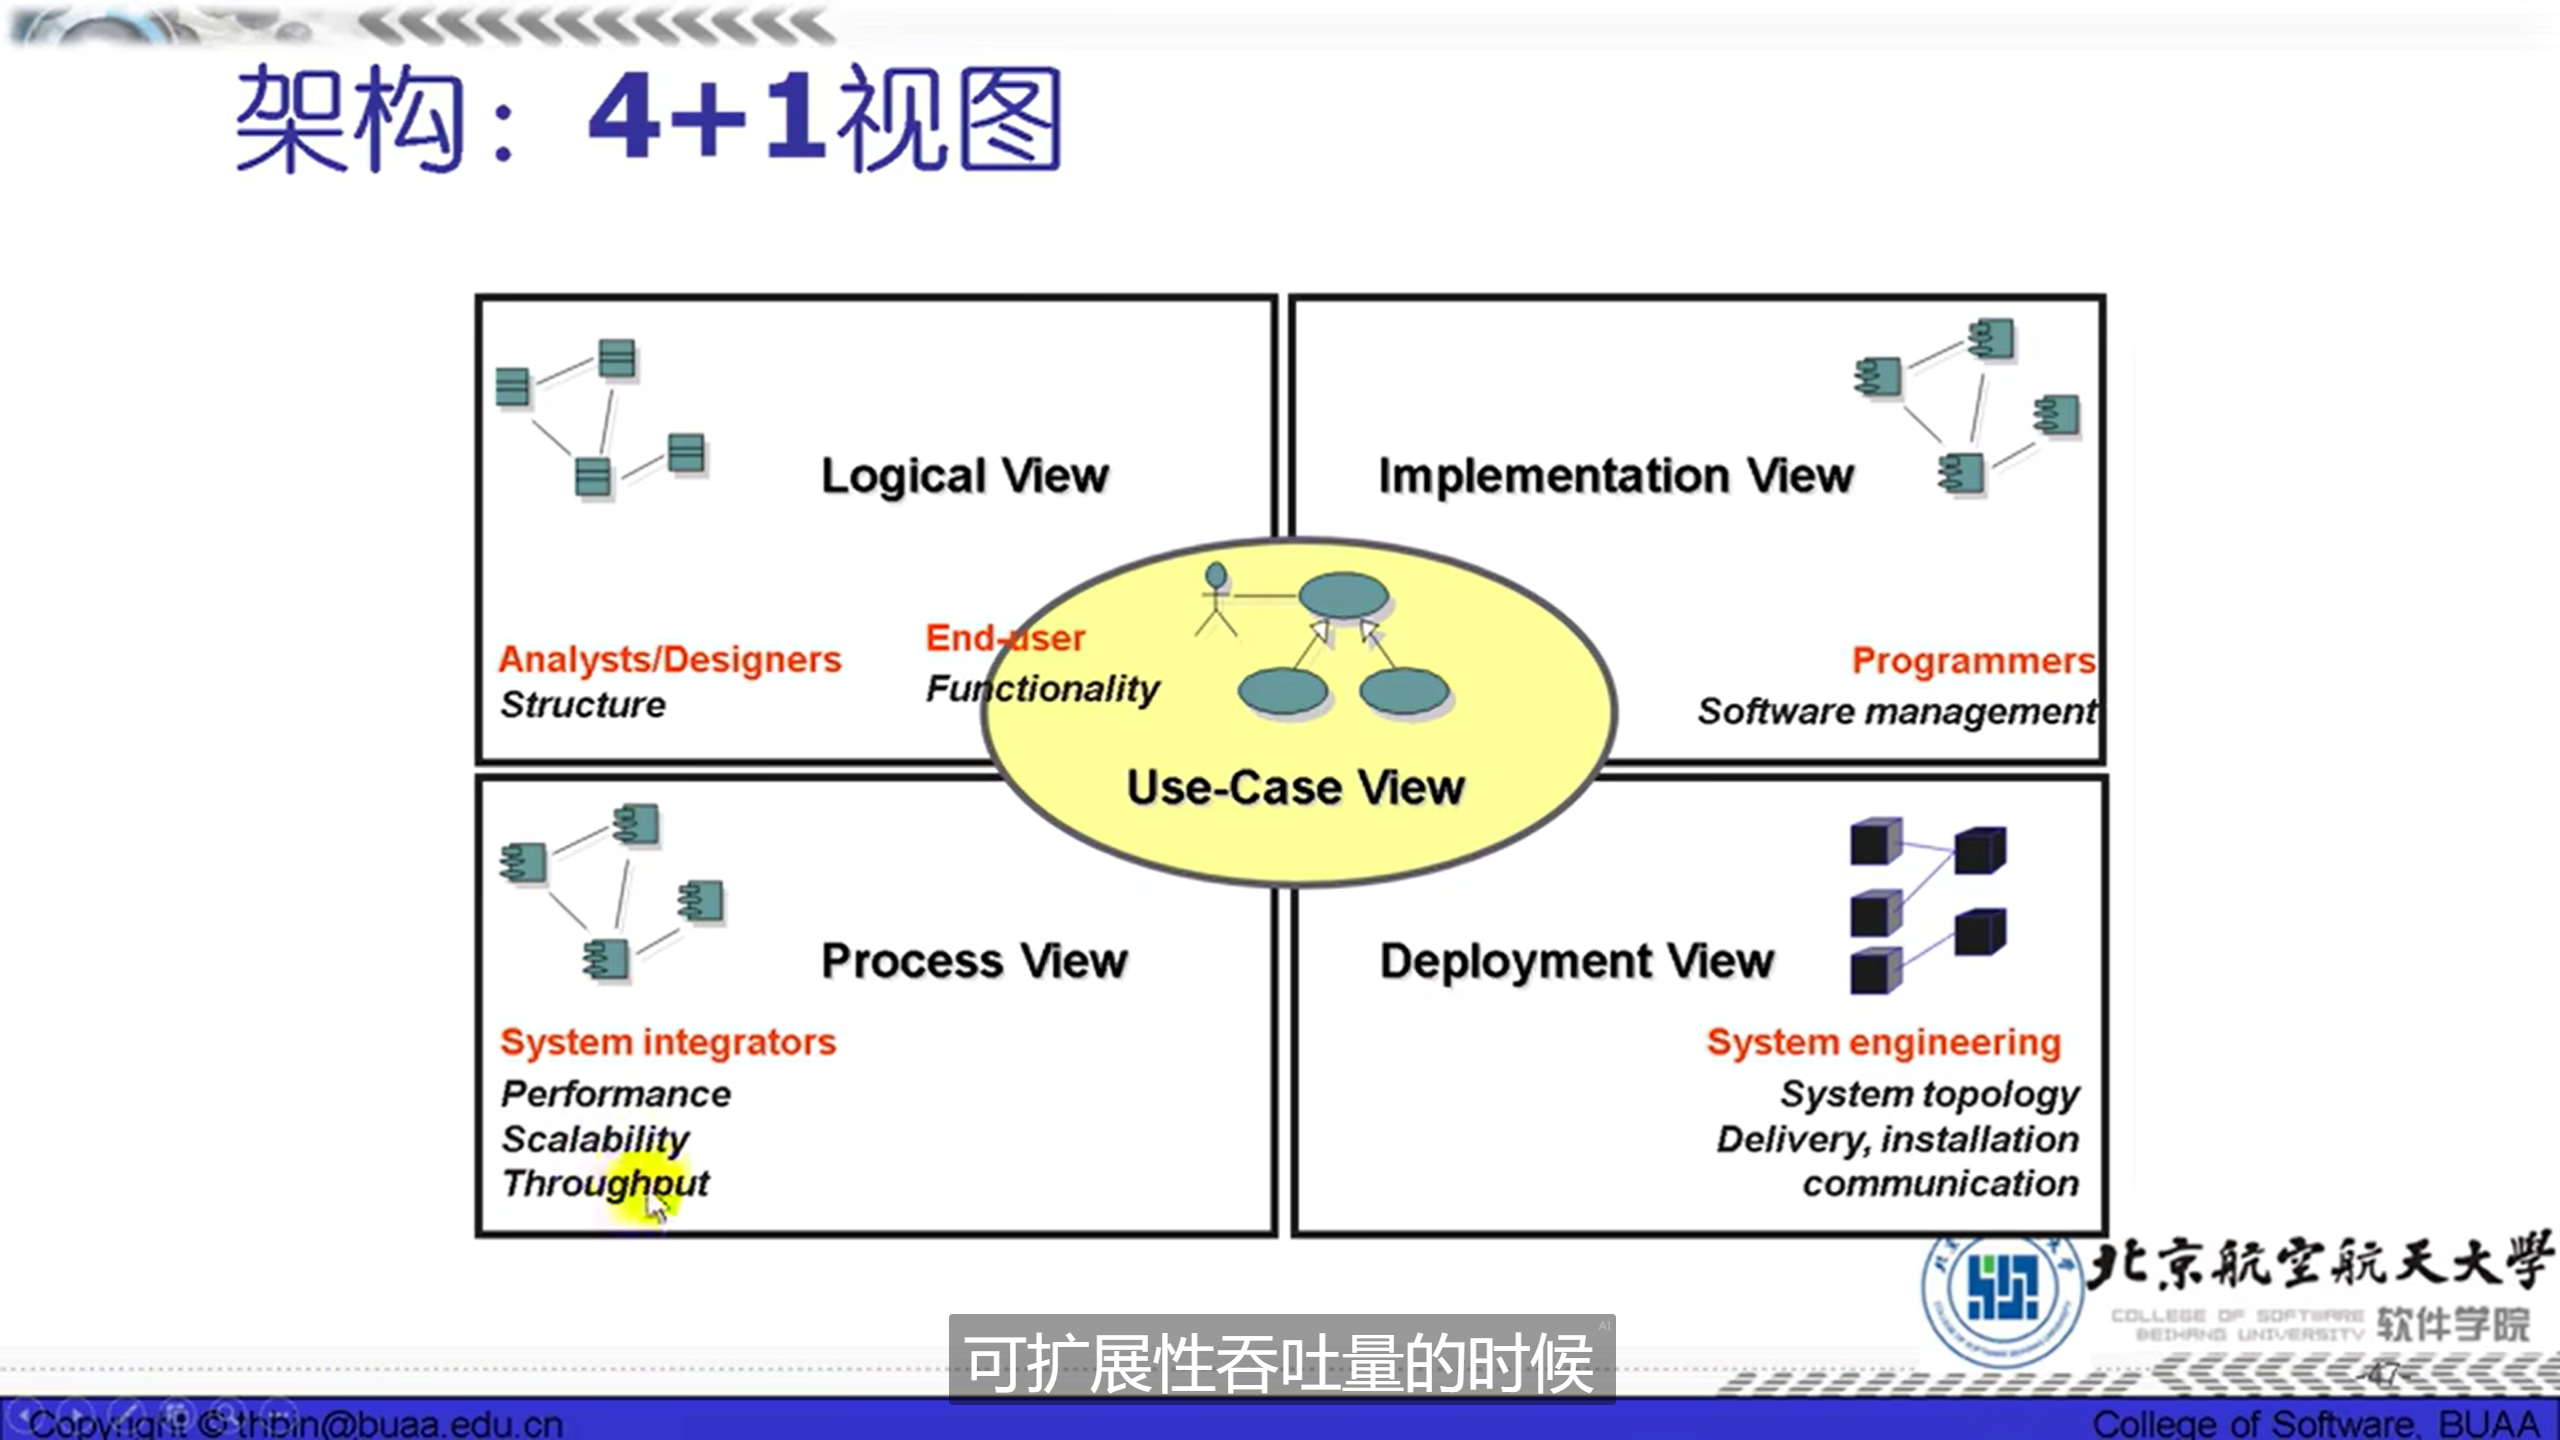 架构：4+1视图
Logical View
Implementation View
Analysts/Designers
Structure
End-user
Functionality
Programmers
Software management
Use-Case View
Process View
Deployment View
System integrators
Performance
Scalability
Throughput
System engineering
System topology
Delivery, installation
communication
北京航空航天大學
COLLEGE OF SOFTWARE
BEIHANG UNIVERSITY
软件学院
AI
可扩展性吞吐量的时候
-47-
Copyright © thbin@buaa.edu.cn
College of Software, BUAA